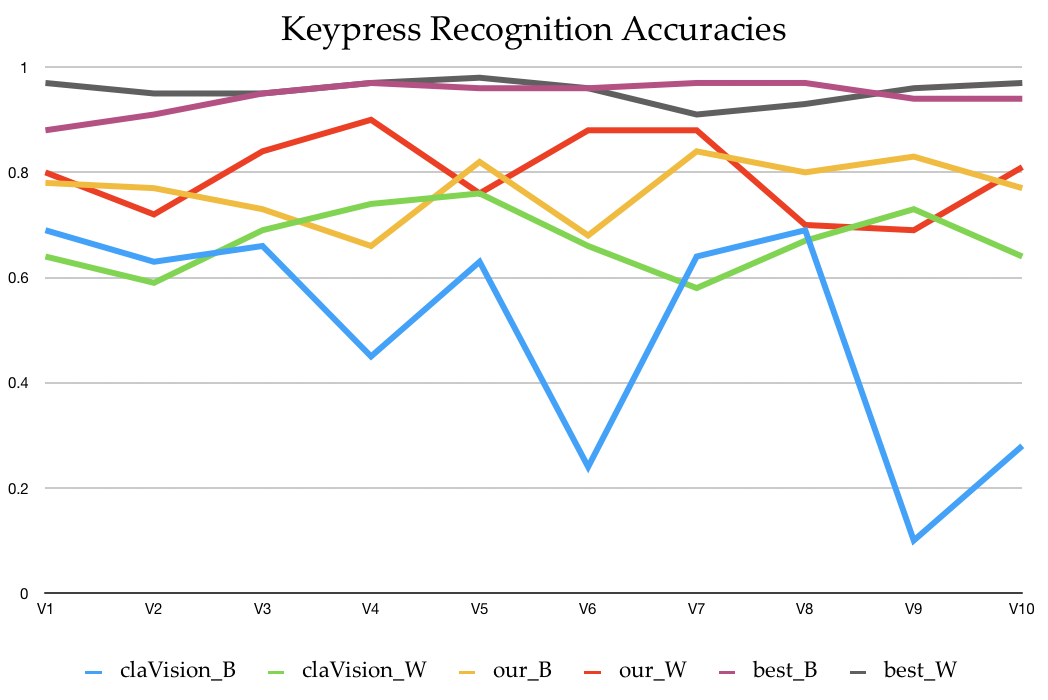 Keypress Recognition Accuracies
1
0.8
0.6
0.4
0.2
0
V1 V2 V3 V4 V5 V6 V7 V8 V9 V10
claVision_B claVision_W our_B our_W best_B best_W